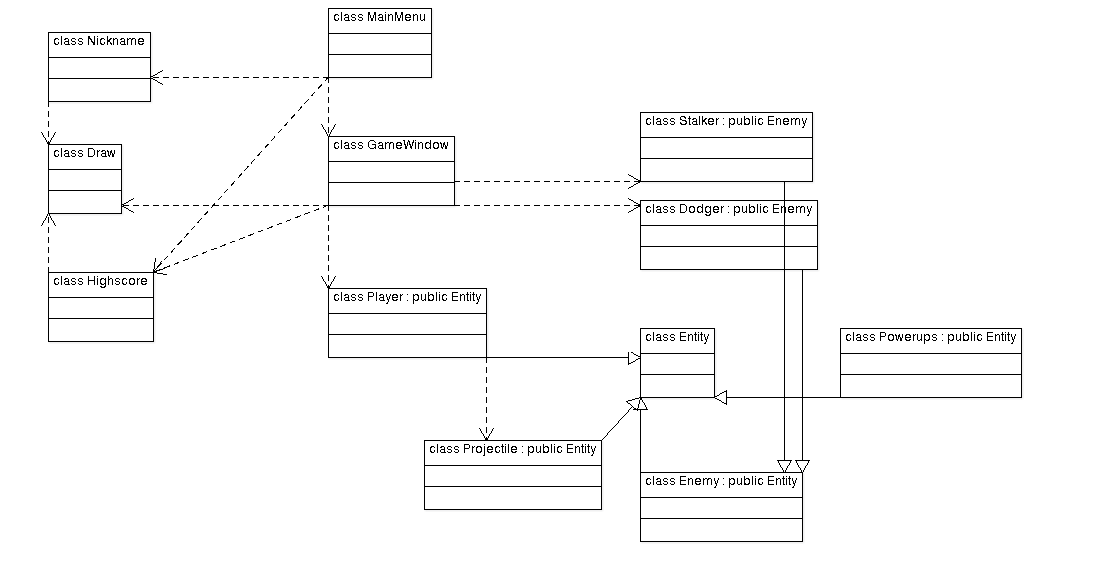 class MainMenu
class Nickname
class Stalker : public Enemy
class GameWindow
class Draw
class Dodger : public Enemy
class Highscore
class Player : public Entity
class Entity
class Powerups : public Entity
class Projectile : public Entity
class Enemy : public Entity